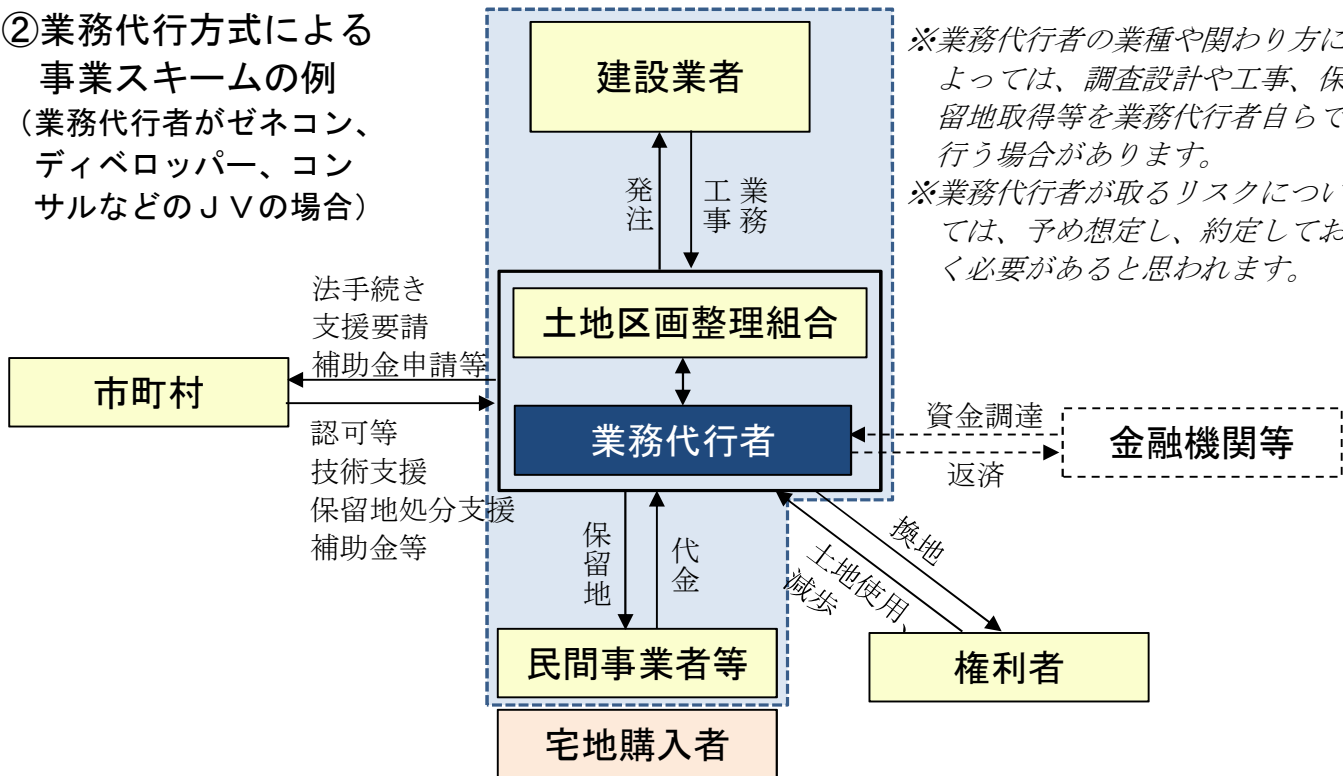 ②業務代行方式による
事業スキームの例
（業務代行者がゼネコン、
ディベロッパー、コン
サルなどのＪＶの場合）
建設業者
※業務代行者の業種や関わり方に
よっては、調査設計や工事、保
留地取得等を業務代行者自らで
行う場合があります。
※業務代行者が取るリスクについ
ては、予め想定し、約定してお
く必要があると思われます。
発注
工事
業務
法手続き
支援要請
補助金申請等
土地区画整理組合
市町村
業務代行者
資金調達
返済
金融機関等
認可等
技術支援
保留地処分支援
補助金等
保留地
代金
換地
土地使用、
減歩
民間事業者等
権利者
宅地購入者